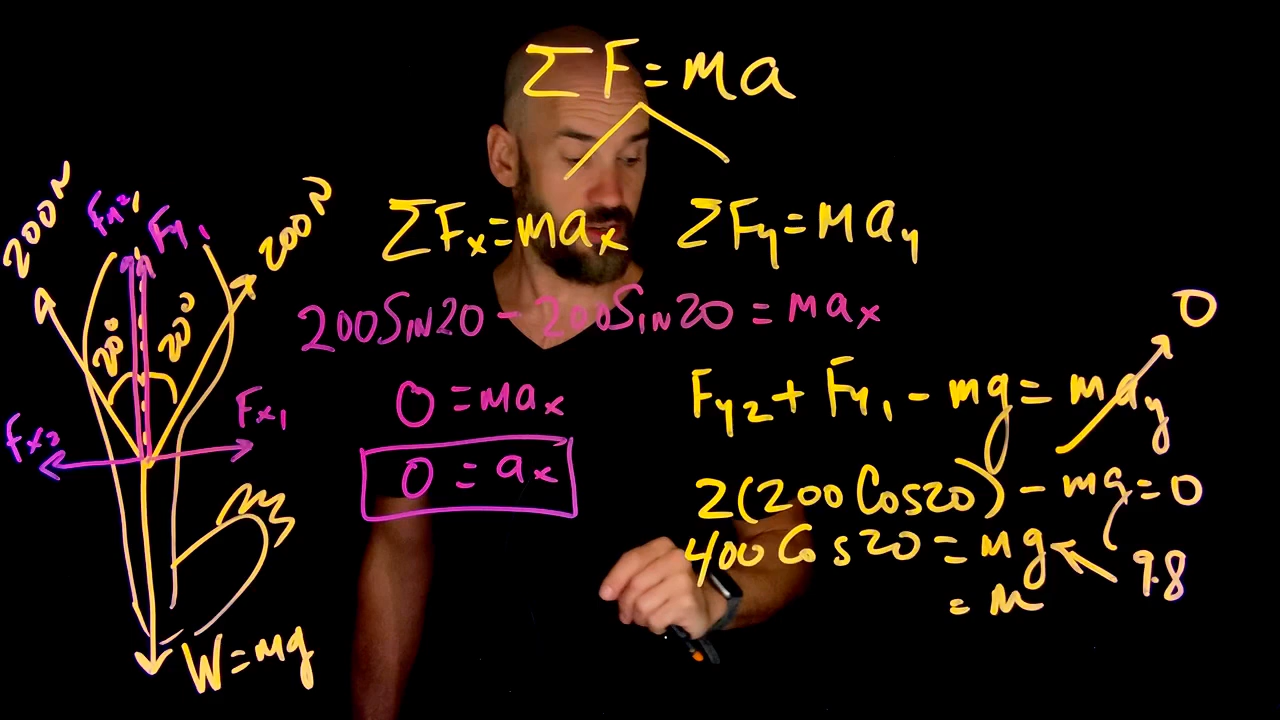 ΣF=ma
ΣFx=max ΣFy=may
200Sin20 - 200Sin20 = max
0 = max
0 = ax
Fy2 + Fy1 - mg = may 0
2(200Cos20) - mg = 0
400Cos20 = mg 9.8
= m
200N Fy1 200N
20° 20°
Fx2 Fx1
W=mg